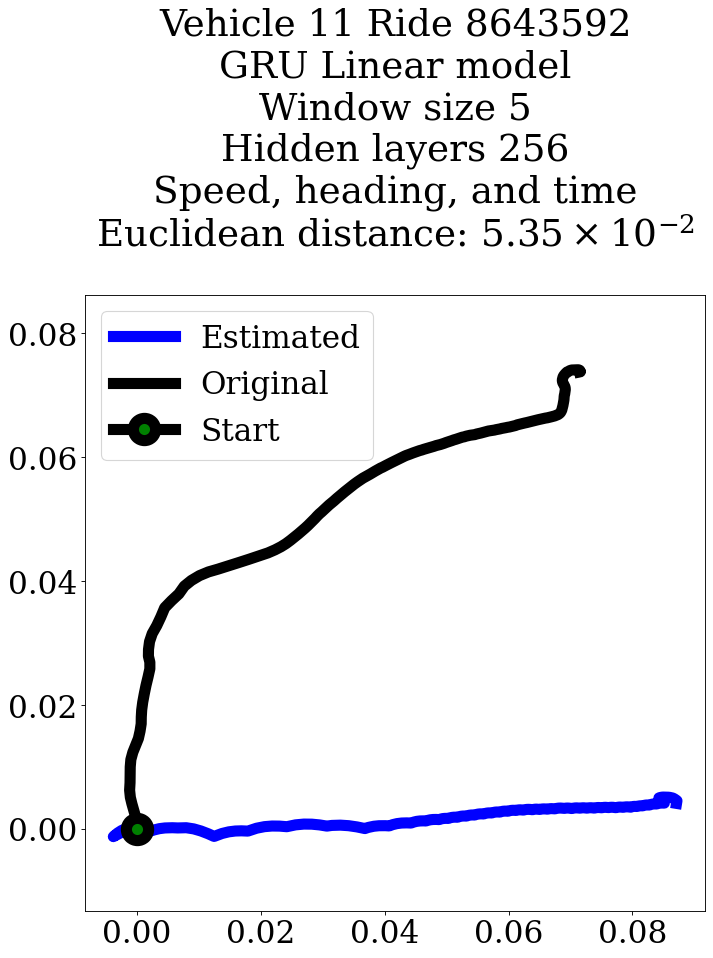 Vehicle 11 Ride 8643592
GRU Linear model
Window size 5
Hidden layers 256
Speed, heading, and time
Euclidean distance: 5.35 × 10⁻²
Estimated
Original
Start
0.08
0.06
0.04
0.02
0.00
0.00 0.02 0.04 0.06 0.08